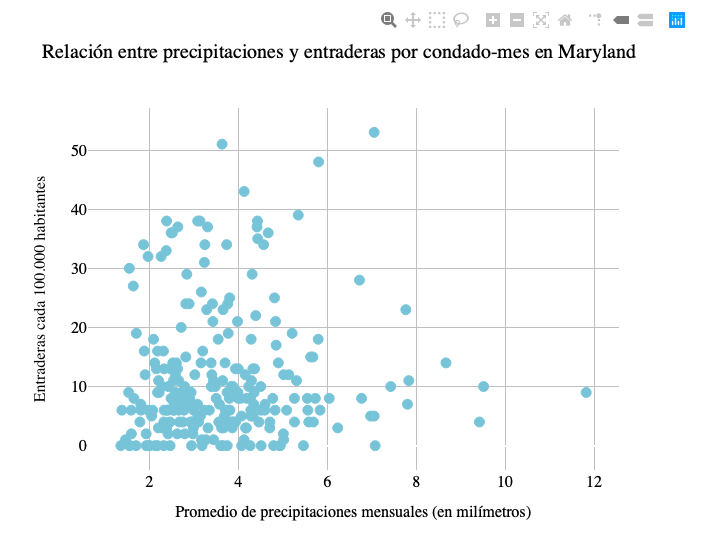 Relación entre precipitaciones y entraderas por condado-mes en Maryland
Entraderas cada 100.000 habitantes
50
40
30
20
10
0
2 4 6 8 10 12
Promedio de precipitaciones mensuales (en milímetros)